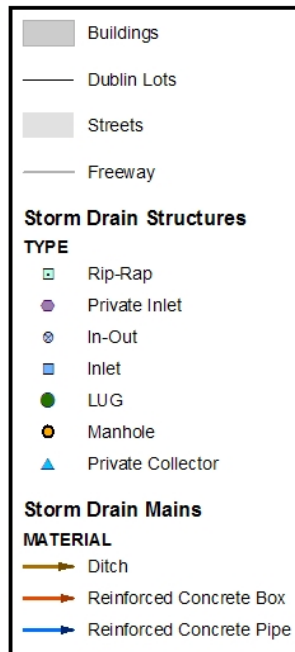 Buildings
Dublin Lots
Streets
Freeway
Storm Drain Structures
TYPE
Rip-Rap
Private Inlet
In-Out
Inlet
LUG
Manhole
Private Collector
Storm Drain Mains
MATERIAL
Ditch
Reinforced Concrete Box
Reinforced Concrete Pipe